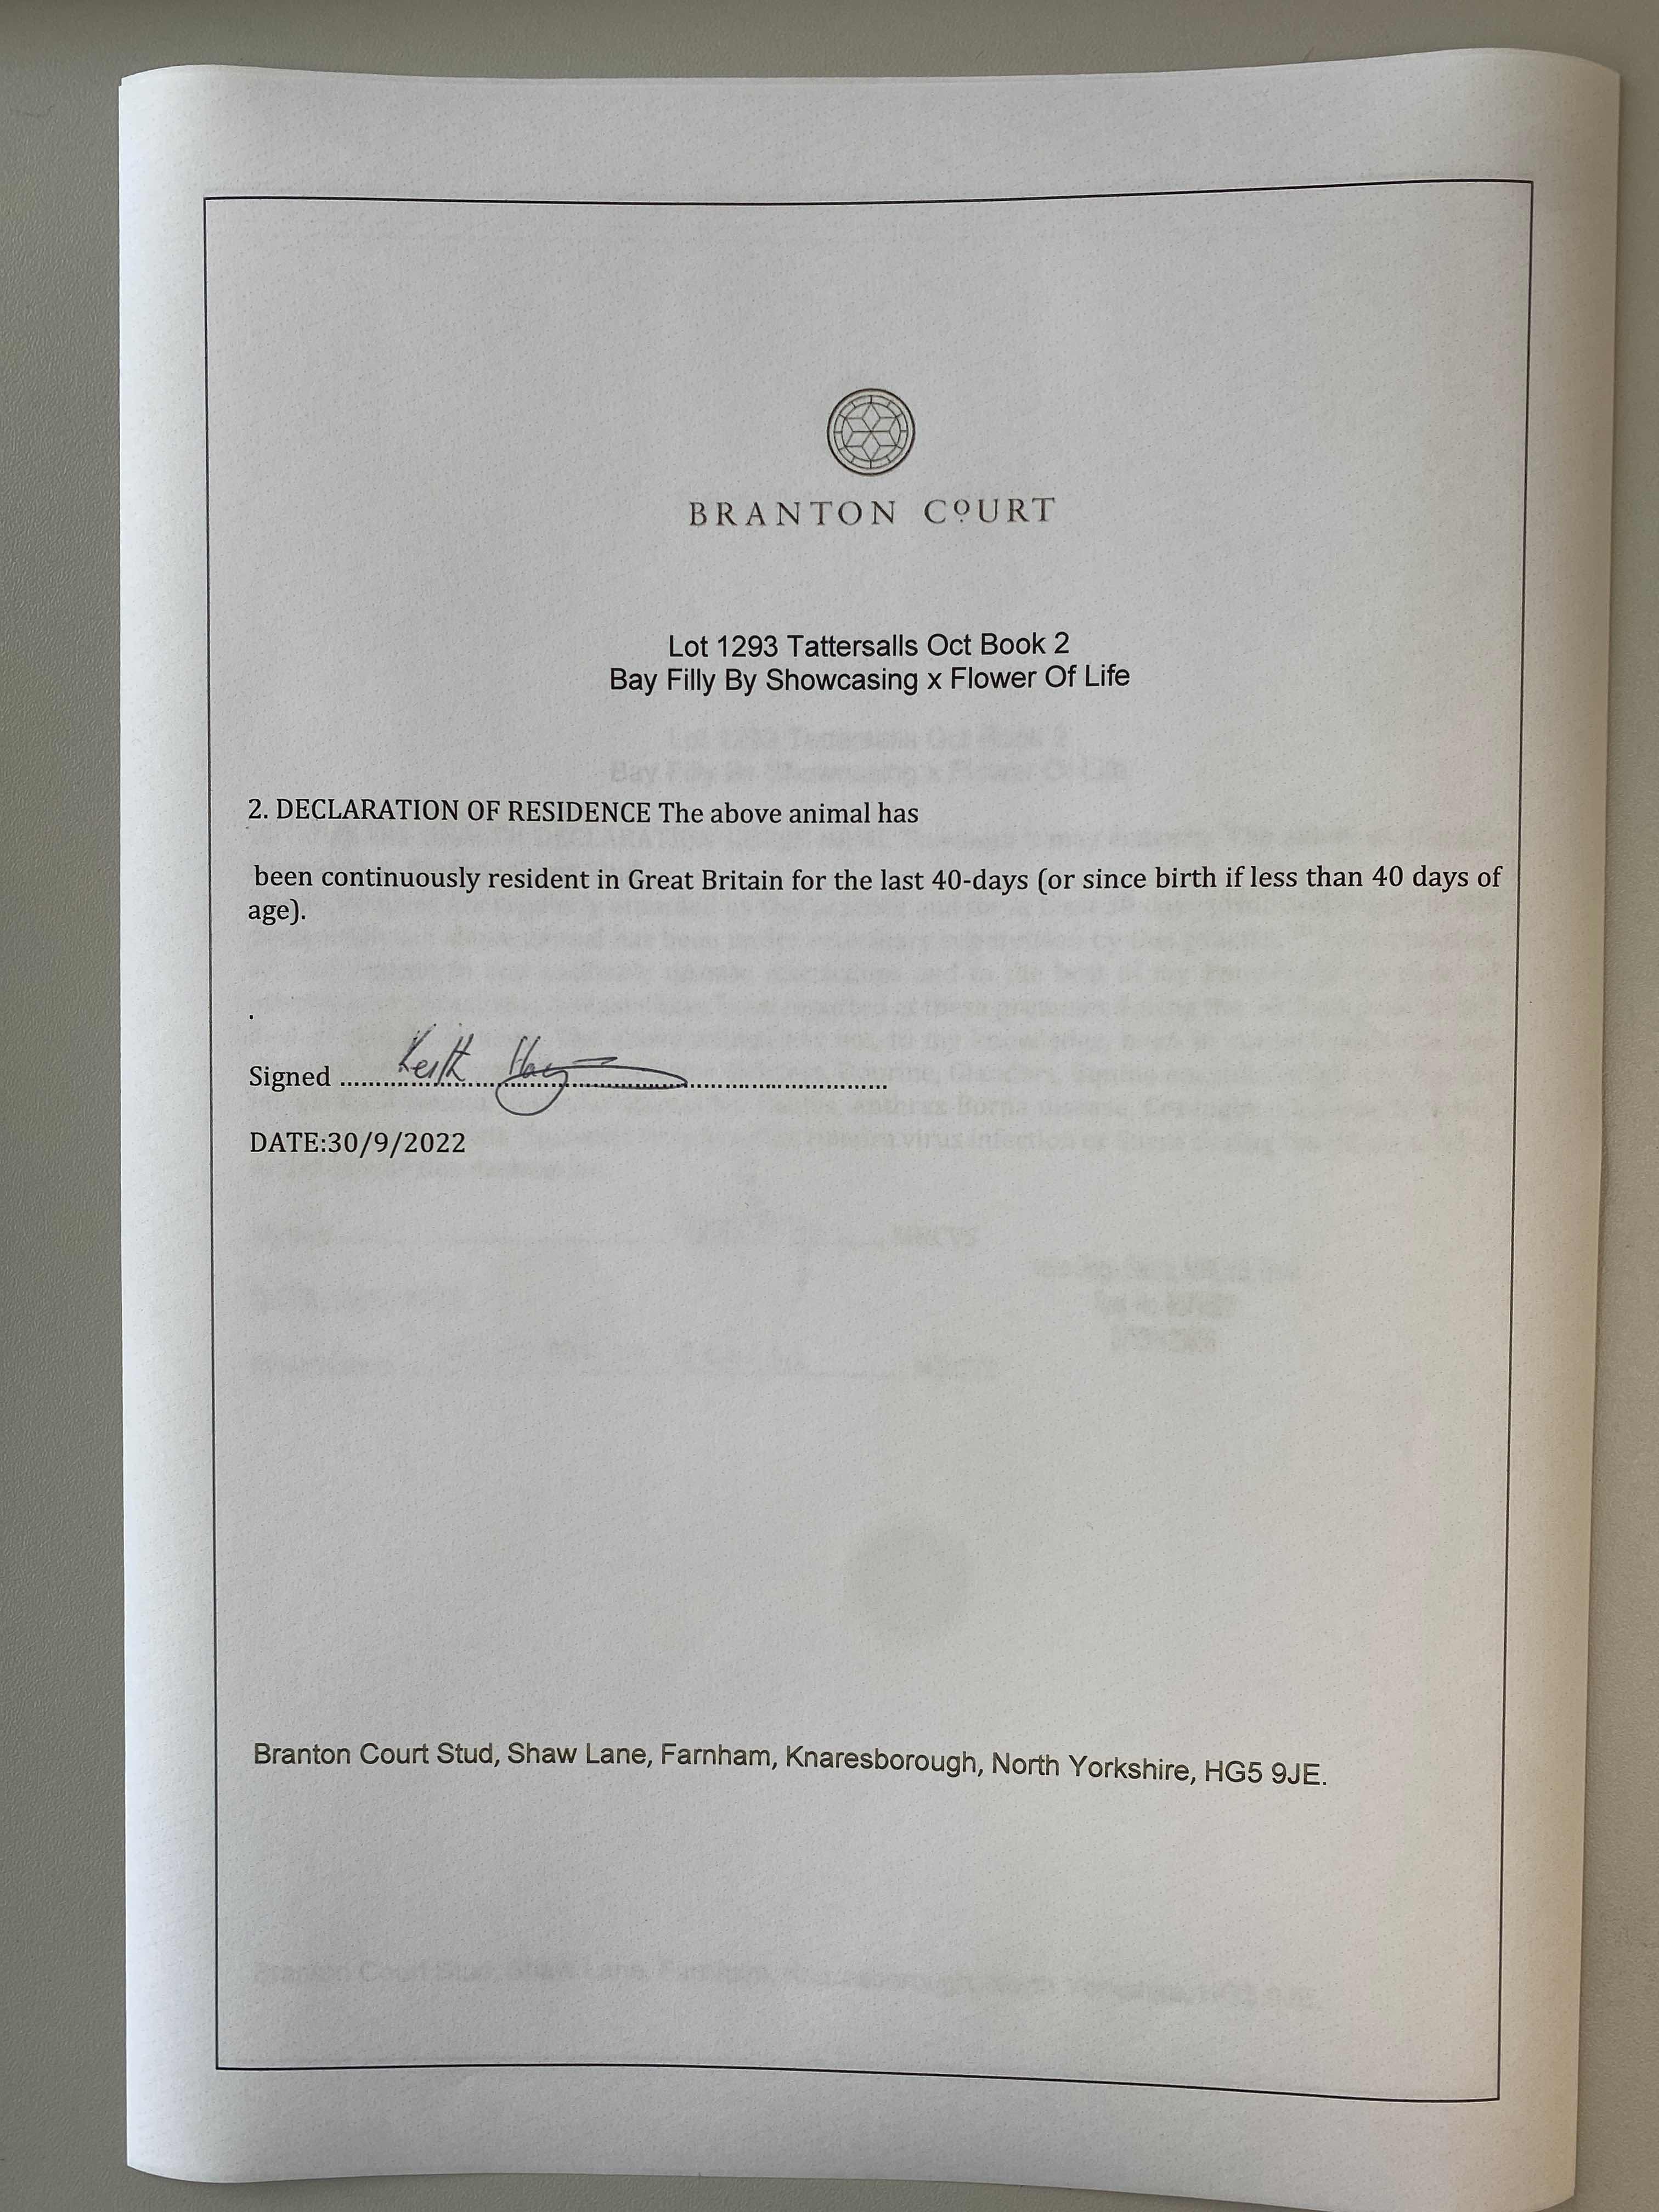 BRANTON COURT
Lot 1293 Tattersalls Oct Book 2
Bay Filly By Showcasing x Flower Of Life
2. DECLARATION OF RESIDENCE The above animal has
been continuously resident in Great Britain for the last 40-days (or since birth if less than 40 days of
age).
.
Signed ........................................
Keith
DATE:30/9/2022
Branton Court Stud, Shaw Lane, Farnham, Knaresborough, North Yorkshire, HG5 9JE.